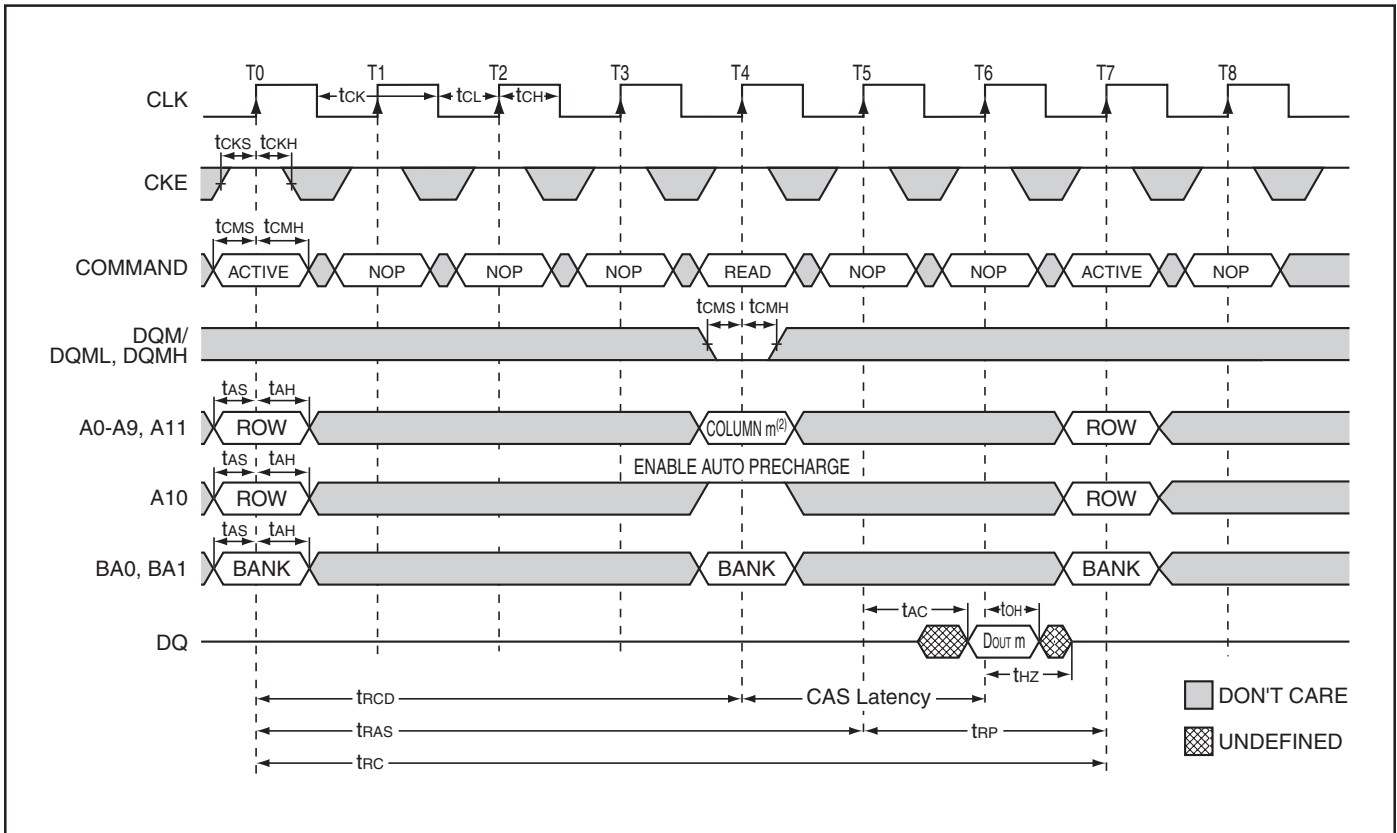 T0 T1 T2 T3 T4 T5 T6 T7 T8
CLK tCK tCL tCH
tCKS tCKH
CKE
tCMS tCMH
COMMAND ACTIVE NOP NOP NOP READ NOP NOP ACTIVE NOP
tCMS tCMH
DQM/
DQML, DQMH
tAS tAH
A0-A9, A11 ROW COLUMN m(2) ROW
tAS tAH ENABLE AUTO PRECHARGE
A10 ROW ROW
tAS tAH
BA0, BA1 BANK BANK BANK
tAC tOH
DQ DOUT m
tHZ
tRCD CAS Latency DON'T CARE
tRAS tRP
UNDEFINED
tRC